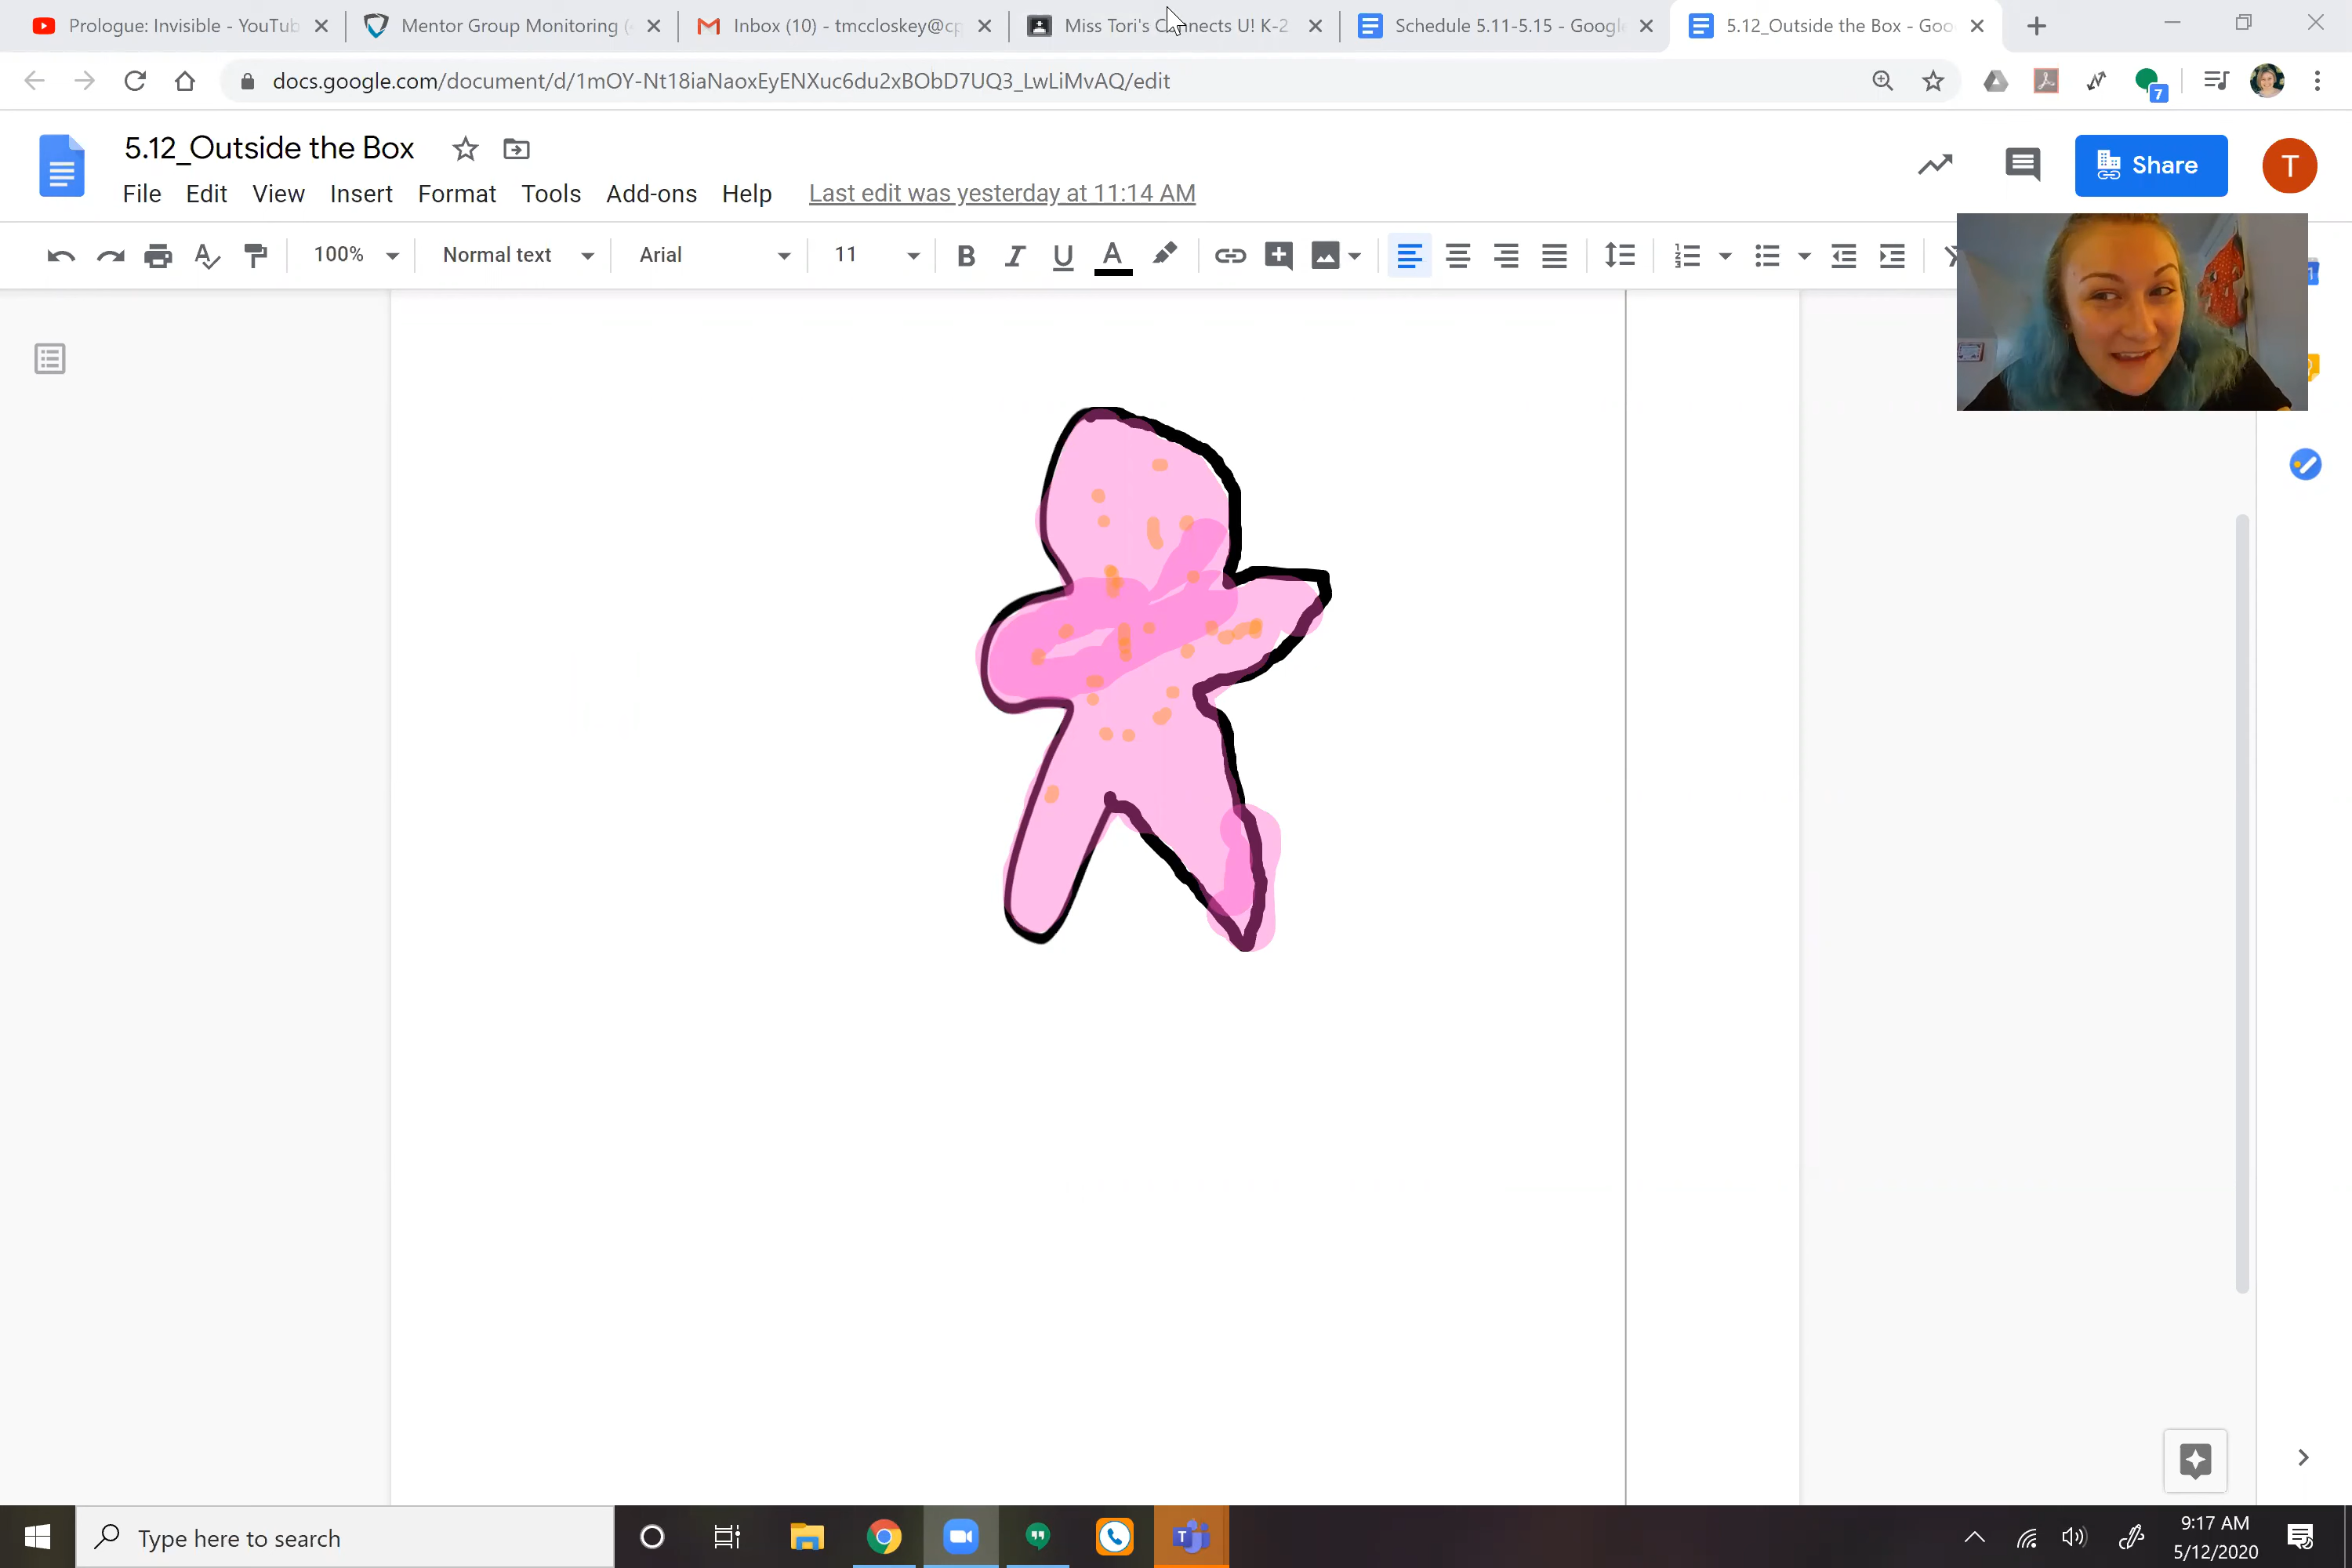 Prologue: Invisible - YouTub
Mentor Group Monitoring (
Inbox (10) - tmccloskey@cp
Miss Tori's Connects U! K-2
Schedule 5.11-5.15 - Google
5.12_Outside the Box - Goo
docs.google.com/document/d/1mOY-Nt18iaNaoxEyENXuc6du2xBObD7UQ3_LwLiMvAQ/edit
7
5.12_Outside the Box
Share
T
File Edit View Insert Format Tools Add-ons Help Last edit was yesterday at 11:14 AM
100% Normal text Arial 11 B I U A
Type here to search
9:17 AM
5/12/2020